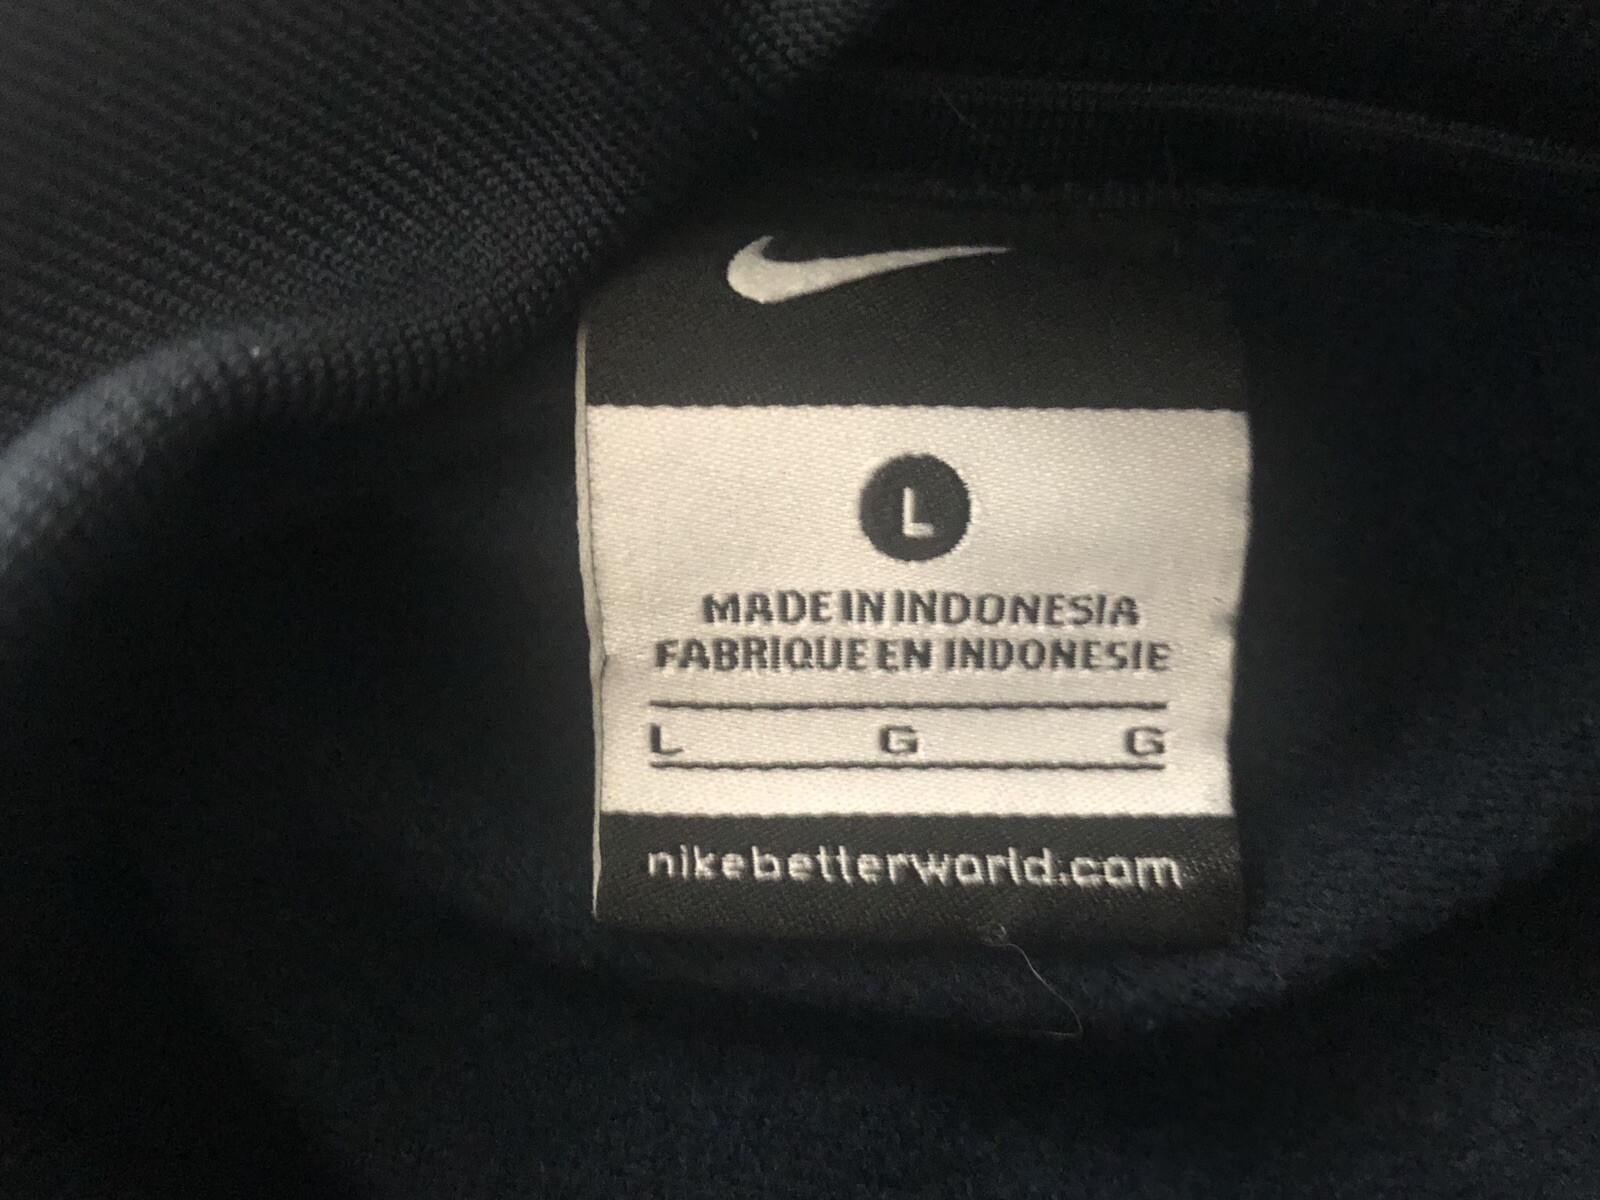 L
MADE IN INDONESIA
FABRIQUE EN INDONESIE
L G G
nikebetterworld.com